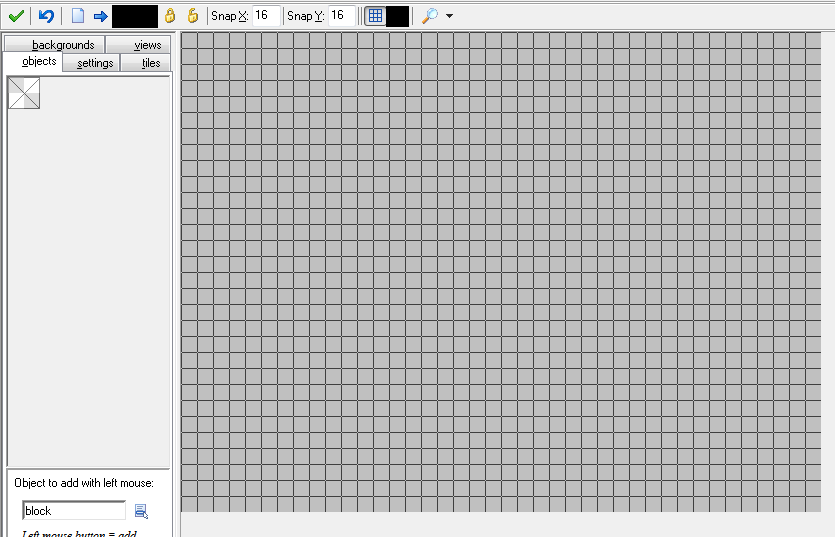 Snap X: 16 Snap Y: 16
backgrounds views
objects settings tiles
Object to add with left mouse:
block
Left mouse button = add